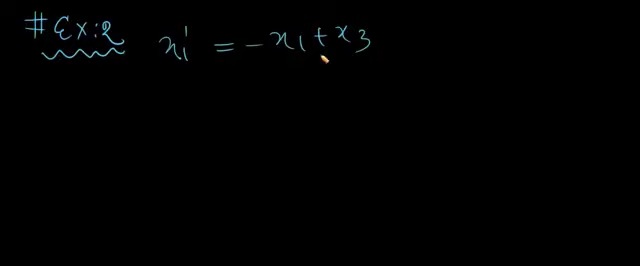 # Ex:2 x₁' = -x₁ + x₃